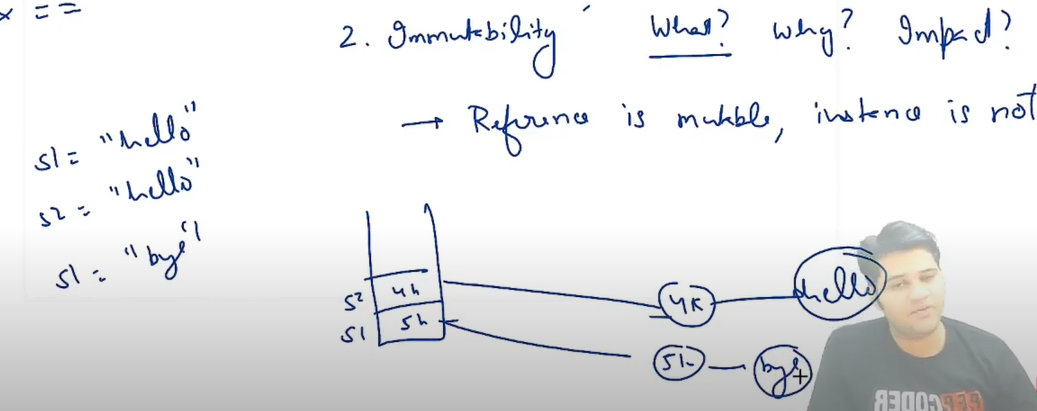 x ==
2. Immutability What? why? Impact?
→ Reference is mutable, instance is not
s1 = "hello"
s2 = "hello"
s1 = "bye"
s2 4k
s1 5k
4k hello
5k bye